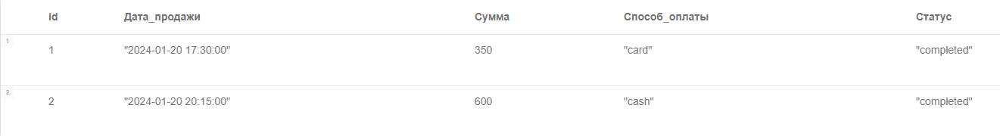 id Дата_продажи Сумма Способ_оплаты Статус
1
1 "2024-01-20 17:30:00" 350 "card" "completed"
2
2 "2024-01-20 20:15:00" 600 "cash" "completed"